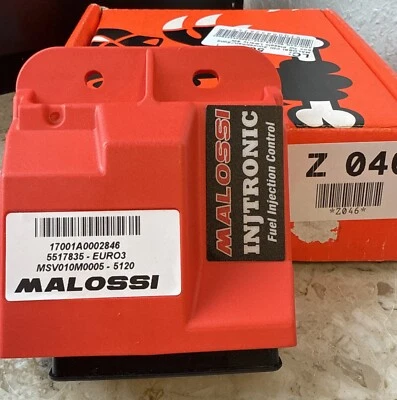 MALOSSI
INJTRONIC
Fuel Injection Control
17001A0002846
5517835 - EURO3
MSV010M0005 - 5120
MALOSSI
Z 046
*Z046*